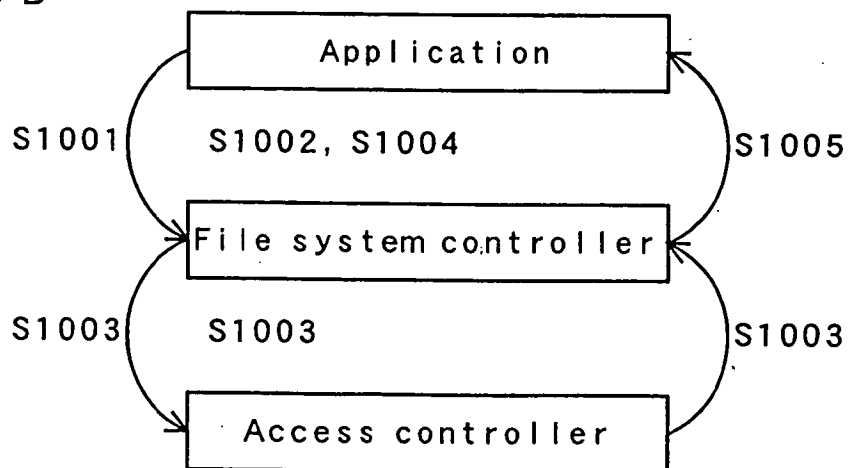 Application
S1001 S1002, S1004 S1005
File system controller
S1003 S1003 S1003
Access controller